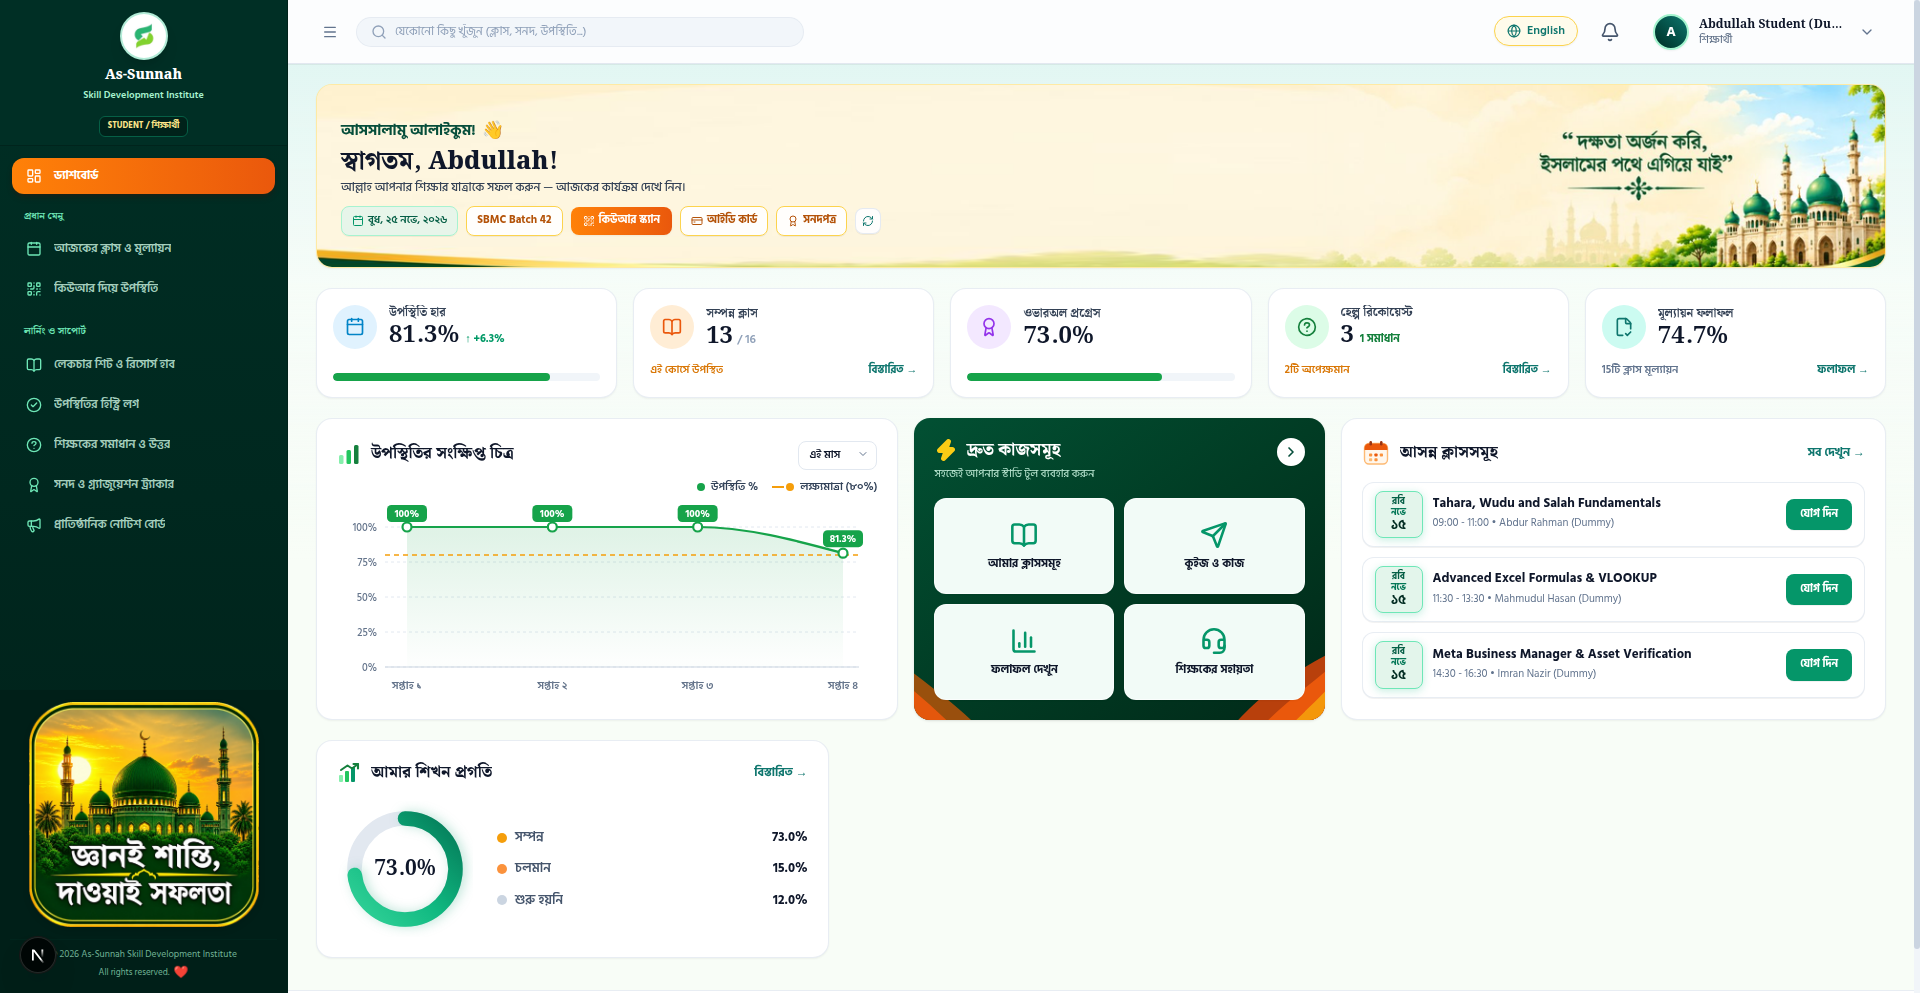 As-Sunnah
Skill Development Institute
STUDENT / শিক্ষার্থী
ড্যাশবোর্ড
প্রধান মেনু
আজকের ক্লাস ও মূল্যায়ন
কিউআর দিয়ে উপস্থিতি
লার্নিং ও সাপোর্ট
লেকচার শিট ও রিসোর্স হাব
উপস্থিতির হিস্ট্রি লগ
শিক্ষকের সমাধান ও উত্তর
সনদ ও গ্র্যাজুয়েশন ট্র্যাকার
প্রাতিষ্ঠানিক নোটিশ বোর্ড
জ্ঞানই শান্তি,
দাওয়াই সফলতা
N
2026 As-Sunnah Skill Development Institute
All rights reserved. ❤️
যেকোনো কিছু খুঁজুন (ক্লাস, সনদ, উপস্থিতি...)
English
A
Abdullah Student (Du...
শিক্ষার্থী
আসসালামু আলাইকুম! 👋
স্বাগতম, Abdullah!
আল্লাহ আপনার শিক্ষার যাত্রাকে সফল করুন — আজকের কার্যক্রম দেখে নিন।
বুধ, ২৫ নভে, ২০২৬
SBMC Batch 42
কিউআর স্ক্যান
আইডি কার্ড
সনদপত্র
“ দক্ষতা অর্জন করি,
ইসলামের পথে এগিয়ে যাই”
উপস্থিতি হার
81.3% ↑ +6.3%
সম্পন্ন ক্লাস
13 / 16
এই কোর্সে উপস্থিত
বিস্তারিত →
ওভারঅল প্রগ্রেস
73.0%
হেল্প রিকোয়েস্ট
3 1 সমাধান
2টি অপেক্ষমান
বিস্তারিত →
মূল্যায়ন ফলাফল
74.7%
15টি ক্লাস মূল্যায়ন
ফলাফল →
উপস্থিতির সংক্ষিপ্ত চিত্র
এই মাস
উপস্থিতি %
লক্ষ্যমাত্রা (৮০%)
100%
75%
50%
25%
0%
100%
100%
100%
81.3%
সপ্তাহ ১
সপ্তাহ ২
সপ্তাহ ৩
সপ্তাহ ৪
দ্রুত কাজসমূহ
সহজেই আপনার স্টাডি টুল ব্যবহার করুন
আমার ক্লাসসমূহ
কুইজ ও কাজ
ফলাফল দেখুন
শিক্ষকের সহায়তা
আসন্ন ক্লাসসমূহ
সব দেখুন →
রবি
নভে
১৫
Tahara, Wudu and Salah Fundamentals
09:00 - 11:00 • Abdur Rahman (Dummy)
যোগ দিন
রবি
নভে
১৫
Advanced Excel Formulas & VLOOKUP
11:30 - 13:30 • Mahmudul Hasan (Dummy)
যোগ দিন
রবি
নভে
১৫
Meta Business Manager & Asset Verification
14:30 - 16:30 • Imran Nazir (Dummy)
যোগ দিন
আমার শিখন প্রগতি
বিস্তারিত →
73.0%
সম্পন্ন 73.0%
চলমান 15.0%
শুরু হয়নি 12.0%